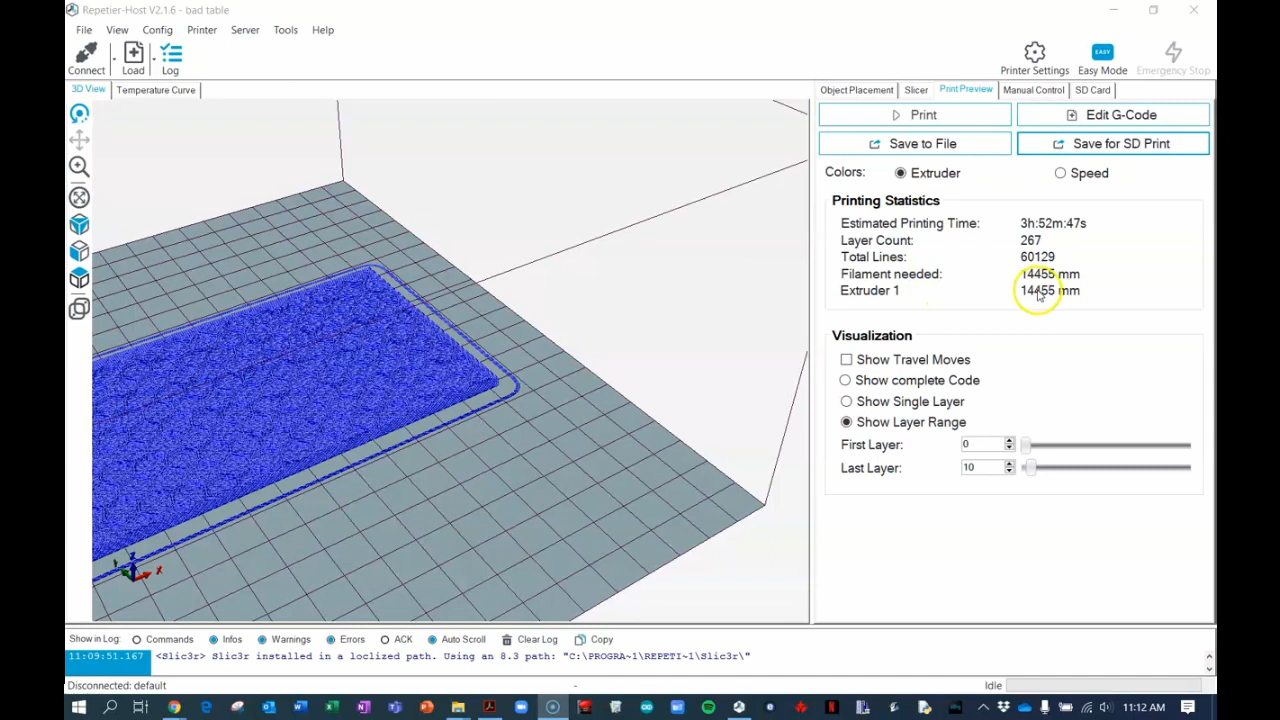 Repetier-Host V2.1.6 - bad table
File View Config Printer Server Tools Help
Connect Load Log Printer Settings Easy Mode Emergency Stop
EASY
3D View Temperature Curve
Object Placement Slicer Print Preview Manual Control SD Card
Print Edit G-Code
Save to File Save for SD Print
Colors: Extruder Speed
Printing Statistics
Estimated Printing Time: 3h:52m:47s
Layer Count: 267
Total Lines: 60129
Filament needed: 14455 mm
Extruder 1 14455 mm
Visualization
Show Travel Moves
Show complete Code
Show Single Layer
Show Layer Range
First Layer: 0
Last Layer: 10
Z
Y
X
Show in Log: Commands Infos Warnings Errors ACK Auto Scroll Clear Log Copy
11:09:51.167 <Slic3r> Slic3r installed in a loclized path. Using an 8.3 path: "C:\PROGRA~1\REPETI~1\Slic3r\"
Disconnected: default - Idle
11:12 AM